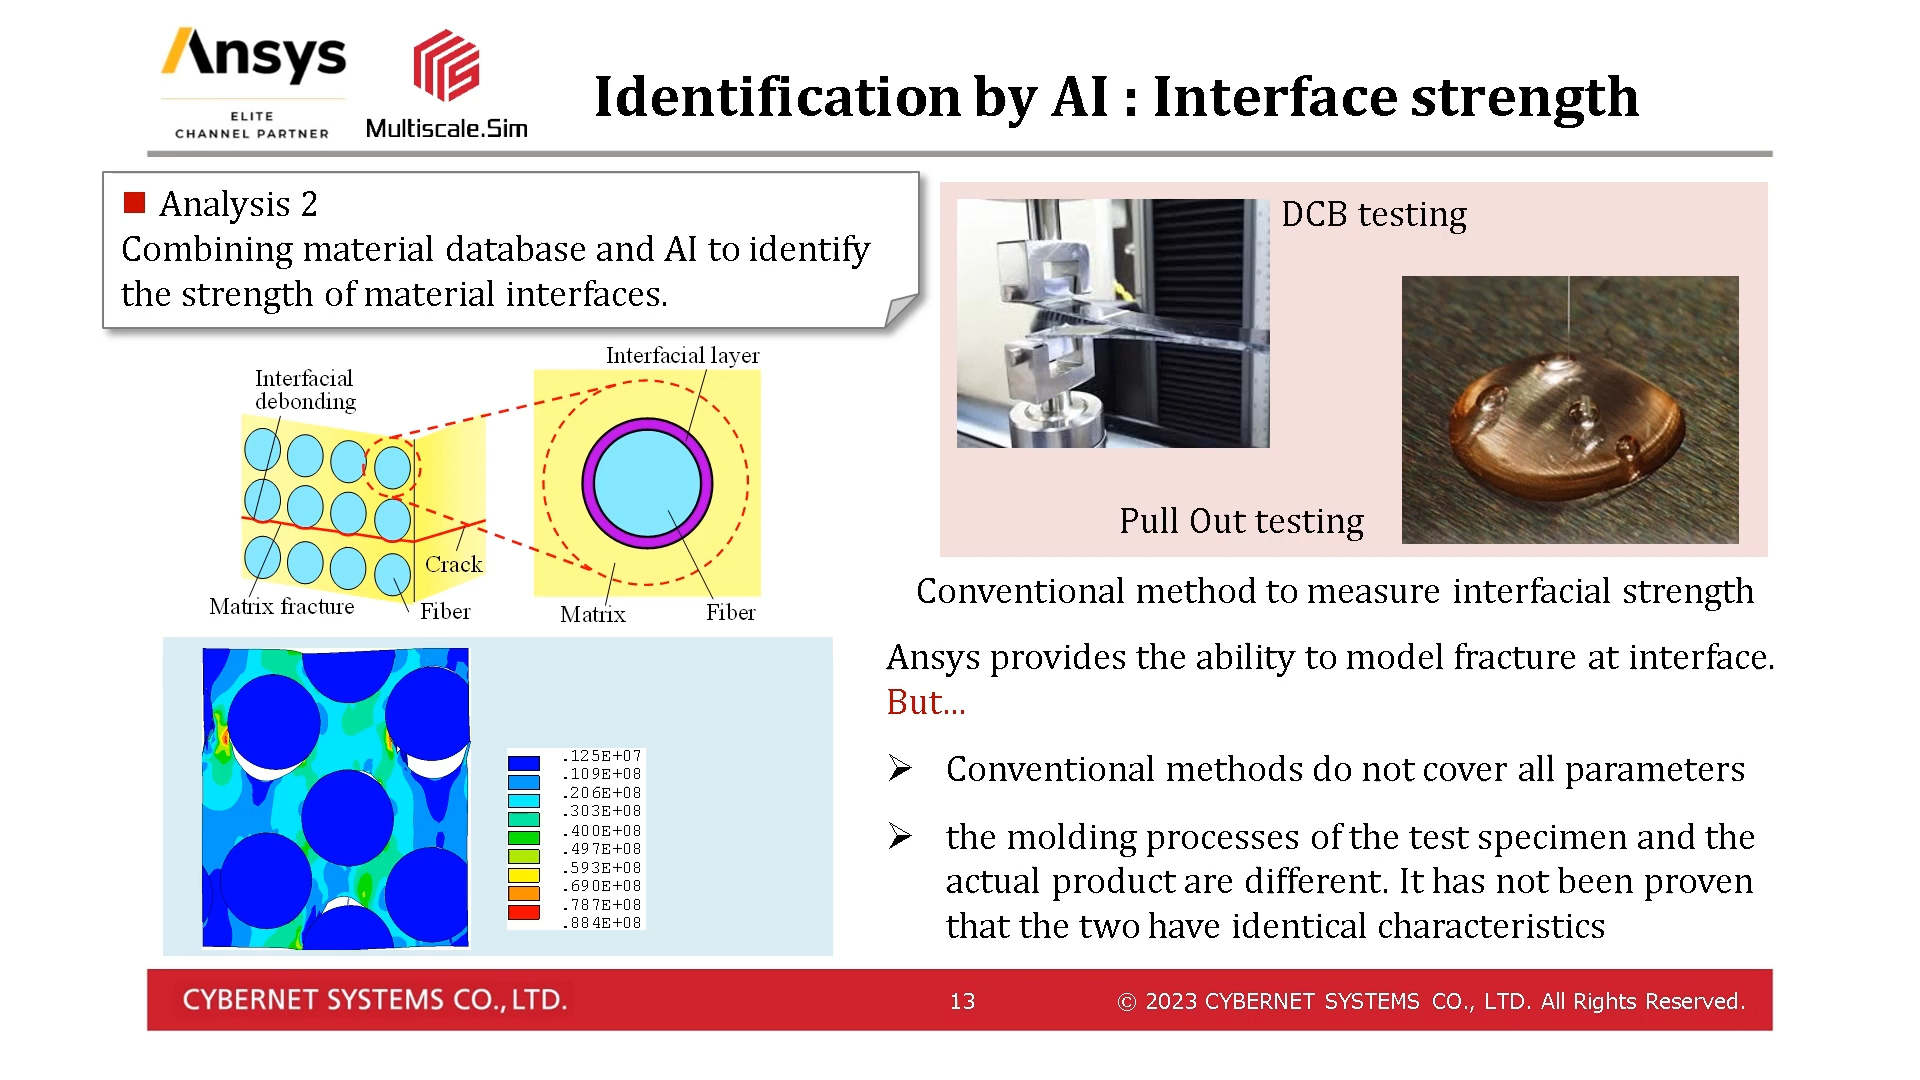 Ansys
ELITE
CHANNEL PARTNER
Multiscale.Sim
Identification by AI : Interface strength
Analysis 2
Combining material database and AI to identify
the strength of material interfaces.
Interfacial
debonding
Interfacial layer
Crack
Matrix fracture
Fiber
Matrix
Fiber
.125E+07
.109E+08
.206E+08
.303E+08
.400E+08
.497E+08
.593E+08
.690E+08
.787E+08
.884E+08
DCB testing
Pull Out testing
Conventional method to measure interfacial strength
Ansys provides the ability to model fracture at interface.
But...
Conventional methods do not cover all parameters
the molding processes of the test specimen and the
actual product are different. It has not been proven
that the two have identical characteristics
CYBERNET SYSTEMS CO., LTD.
13
© 2023 CYBERNET SYSTEMS CO., LTD. All Rights Reserved.